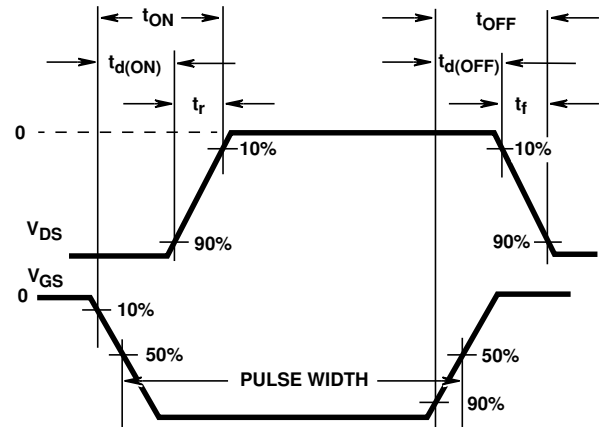 tON tOFF
td(ON) td(OFF)
tr tf
0
10% 10%
VDS 90% 90%
VGS
0
10%
50% 50%
PULSE WIDTH
90%